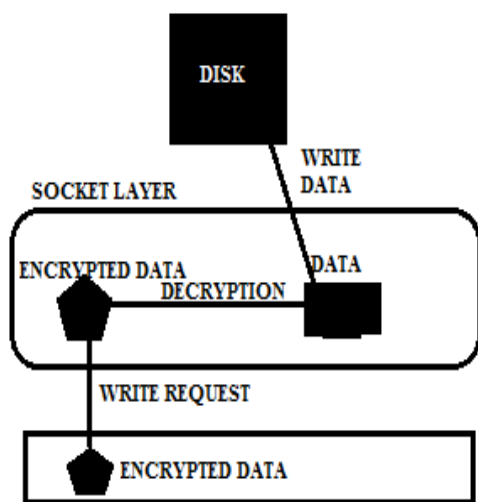 DISK
WRITE
DATA
SOCKET LAYER
ENCRYPTED DATA
DATA
DECRYPTION
WRITE REQUEST
ENCRYPTED DATA